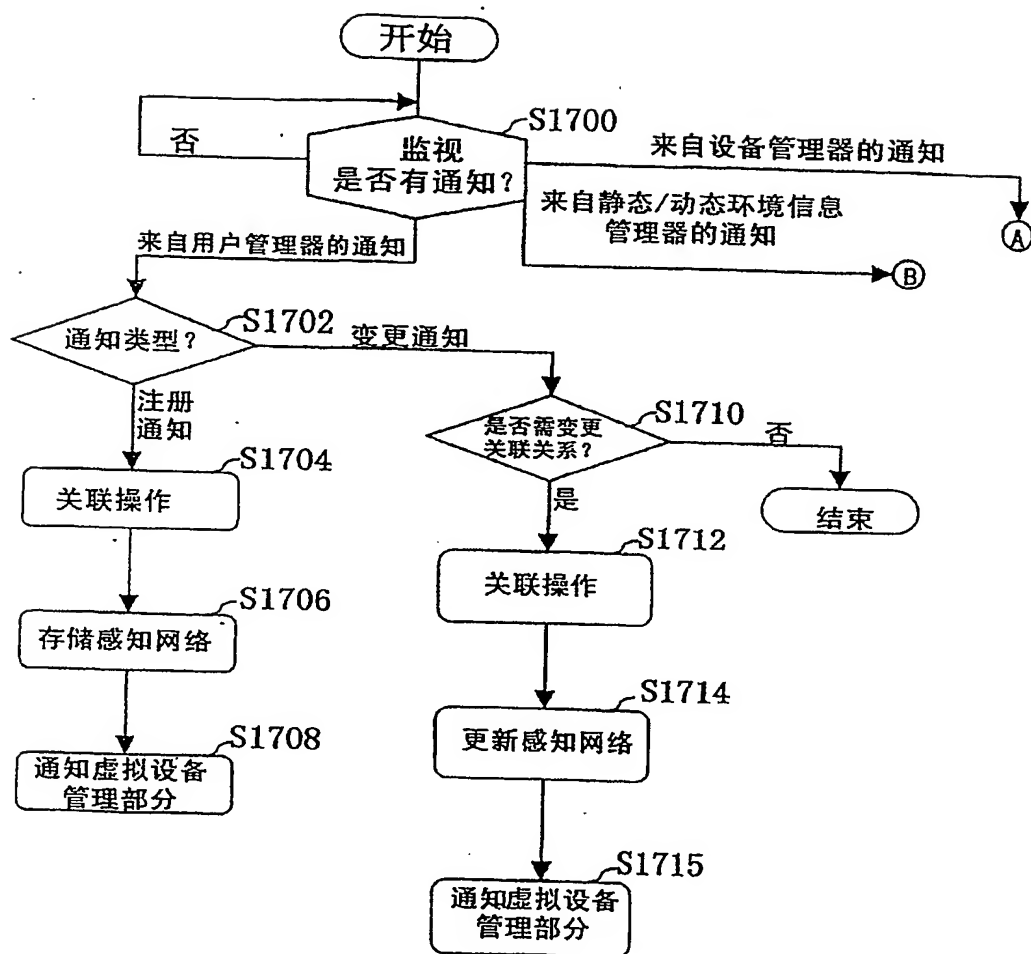 开始
S1700
否
监视
是否有通知？
来自设备管理器的通知
A
来自静态/动态环境信息
管理器的通知
B
来自用户管理器的通知
S1702
通知类型？
变更通知
注册
通知
S1710
是否需变更
关联关系？
否
结束
是
S1704
关联操作
S1712
关联操作
S1706
存储感知网络
S1714
更新感知网络
S1708
通知虚拟设备
管理部分
S1715
通知虚拟设备
管理部分